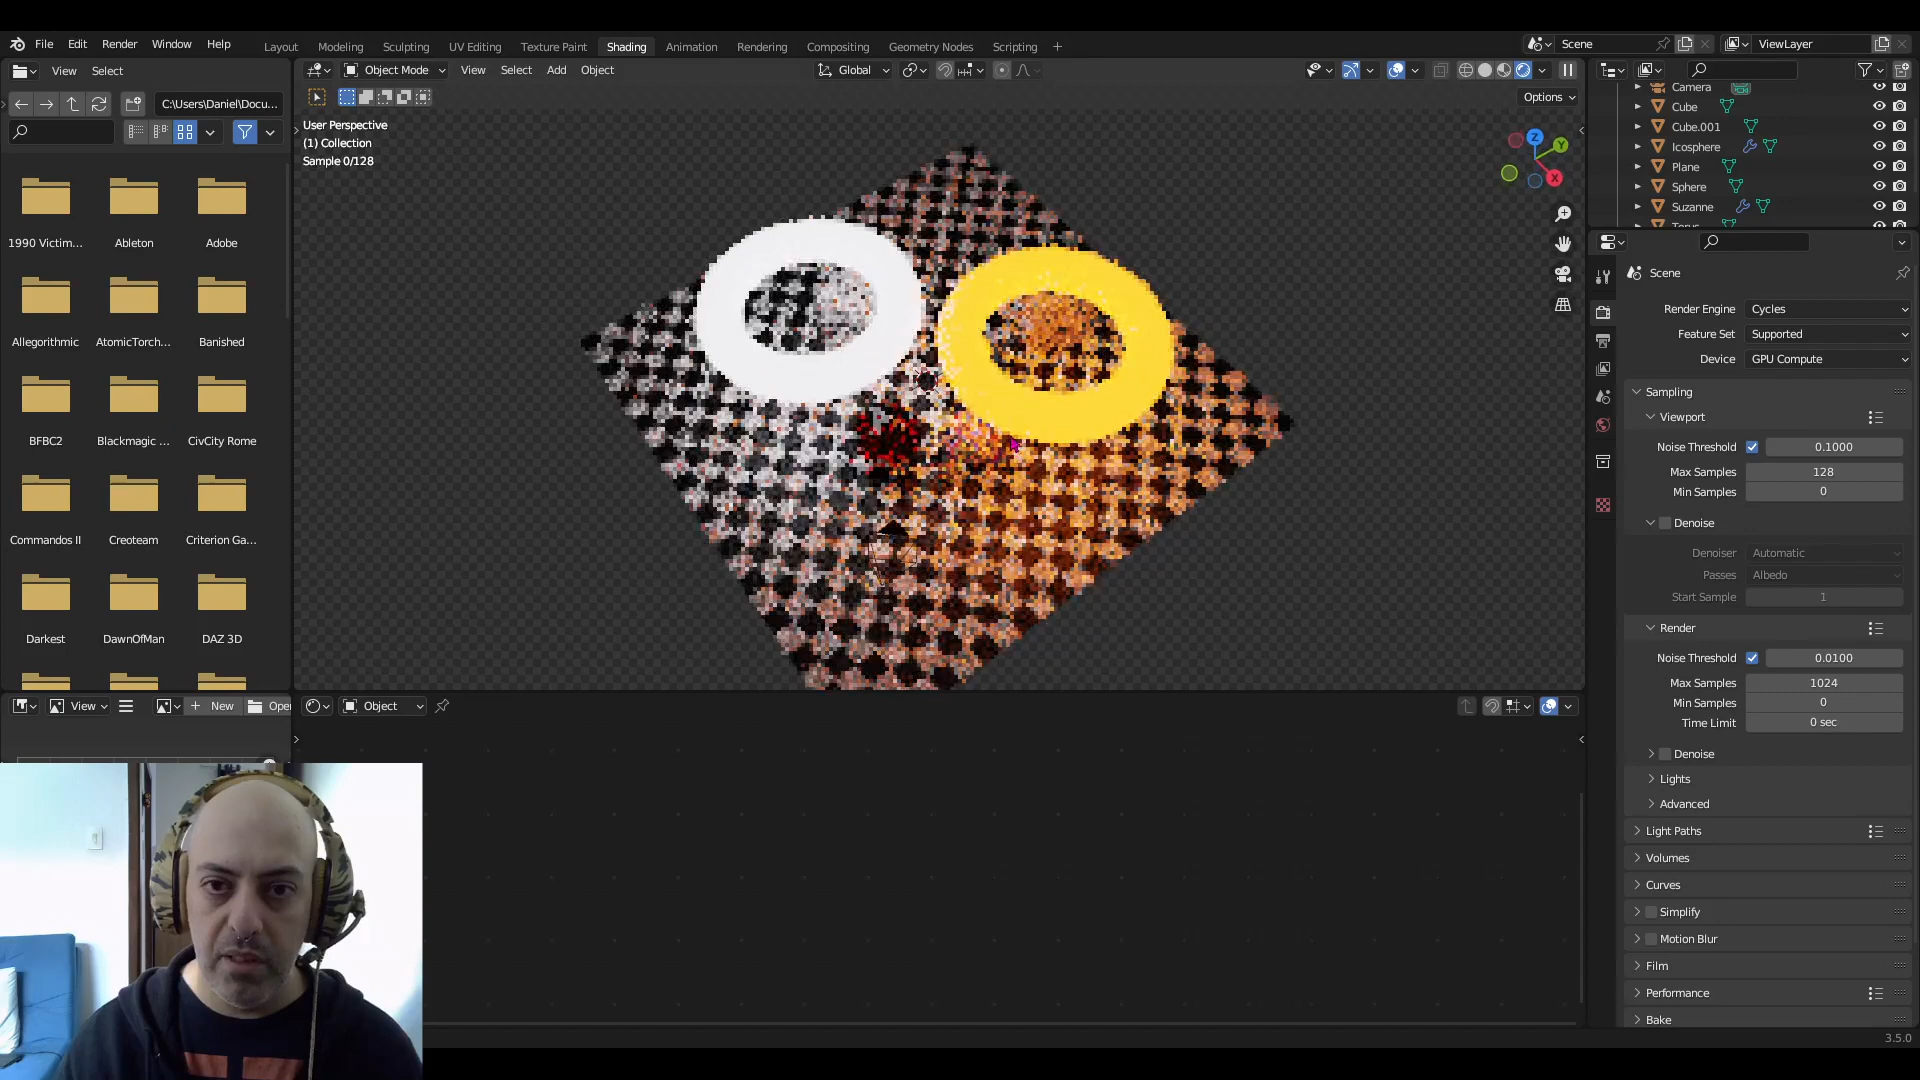 File Edit Render Window Help
Layout Modeling Sculpting UV Editing Texture Paint Shading Animation Rendering Compositing Geometry Nodes Scripting
Scene
ViewLayer
View Select
Object Mode View Select Add Object
Global
C:\Users\Daniel\Docu...
Options
User Perspective
(1) Collection
Sample 0/128
Z
Y
X
1990 Victim... Ableton Adobe
Allegorithmic AtomicTorch... Banished
BFBC2 Blackmagic ... CivCity Rome
Commandos II Creoteam Criterion Ga...
Darkest DawnOfMan DAZ 3D
View New Open
Object
Camera
Cube
Cube.001
Icosphere
Plane
Sphere
Suzanne
Scene
Render Engine Cycles
Feature Set Supported
Device GPU Compute
Sampling
Viewport
Noise Threshold 0.1000
Max Samples 128
Min Samples 0
Denoise
Denoiser Automatic
Passes Albedo
Start Sample 1
Render
Noise Threshold 0.0100
Max Samples 1024
Min Samples 0
Time Limit 0 sec
Denoise
Lights
Advanced
Light Paths
Volumes
Curves
Simplify
Motion Blur
Film
Performance
Bake
3.5.0